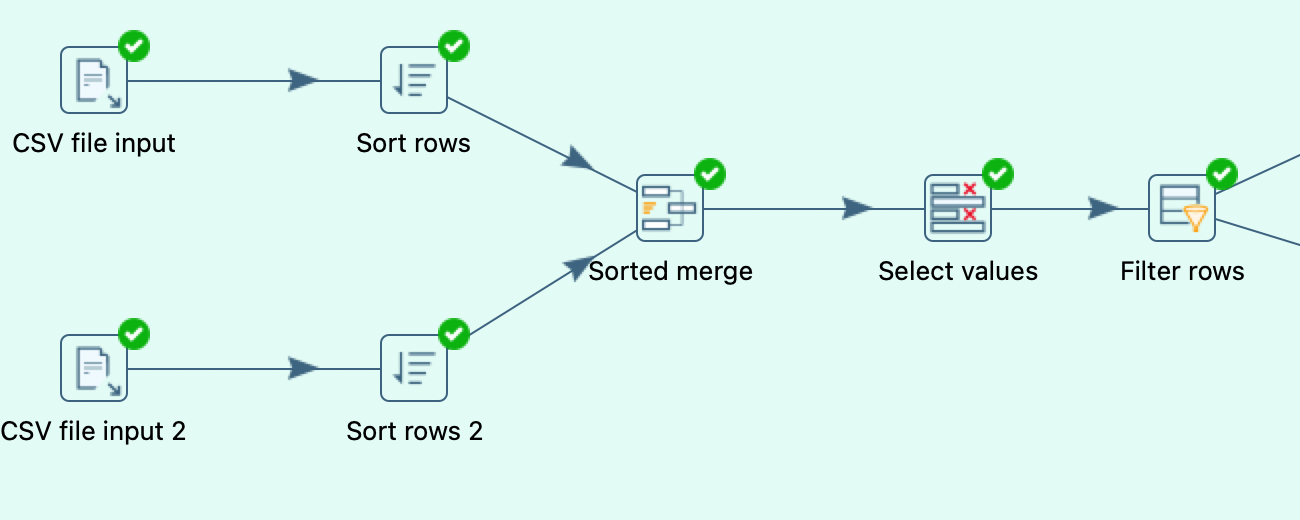 CSV file input
Sort rows
Sorted merge
Select values
Filter rows
CSV file input 2
Sort rows 2